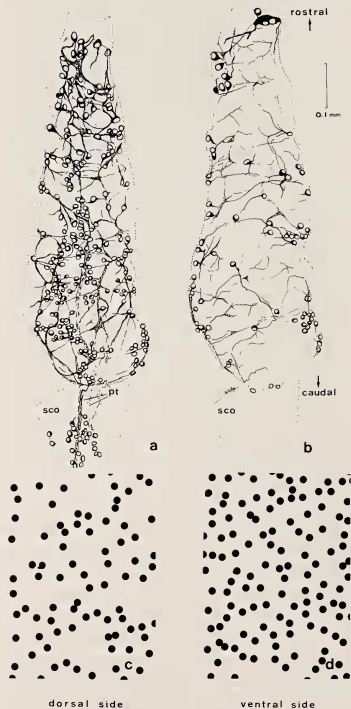 rostral
0.1 mm
pt
sco
a
sco
caudal
b
c
d
dorsal side
ventral side